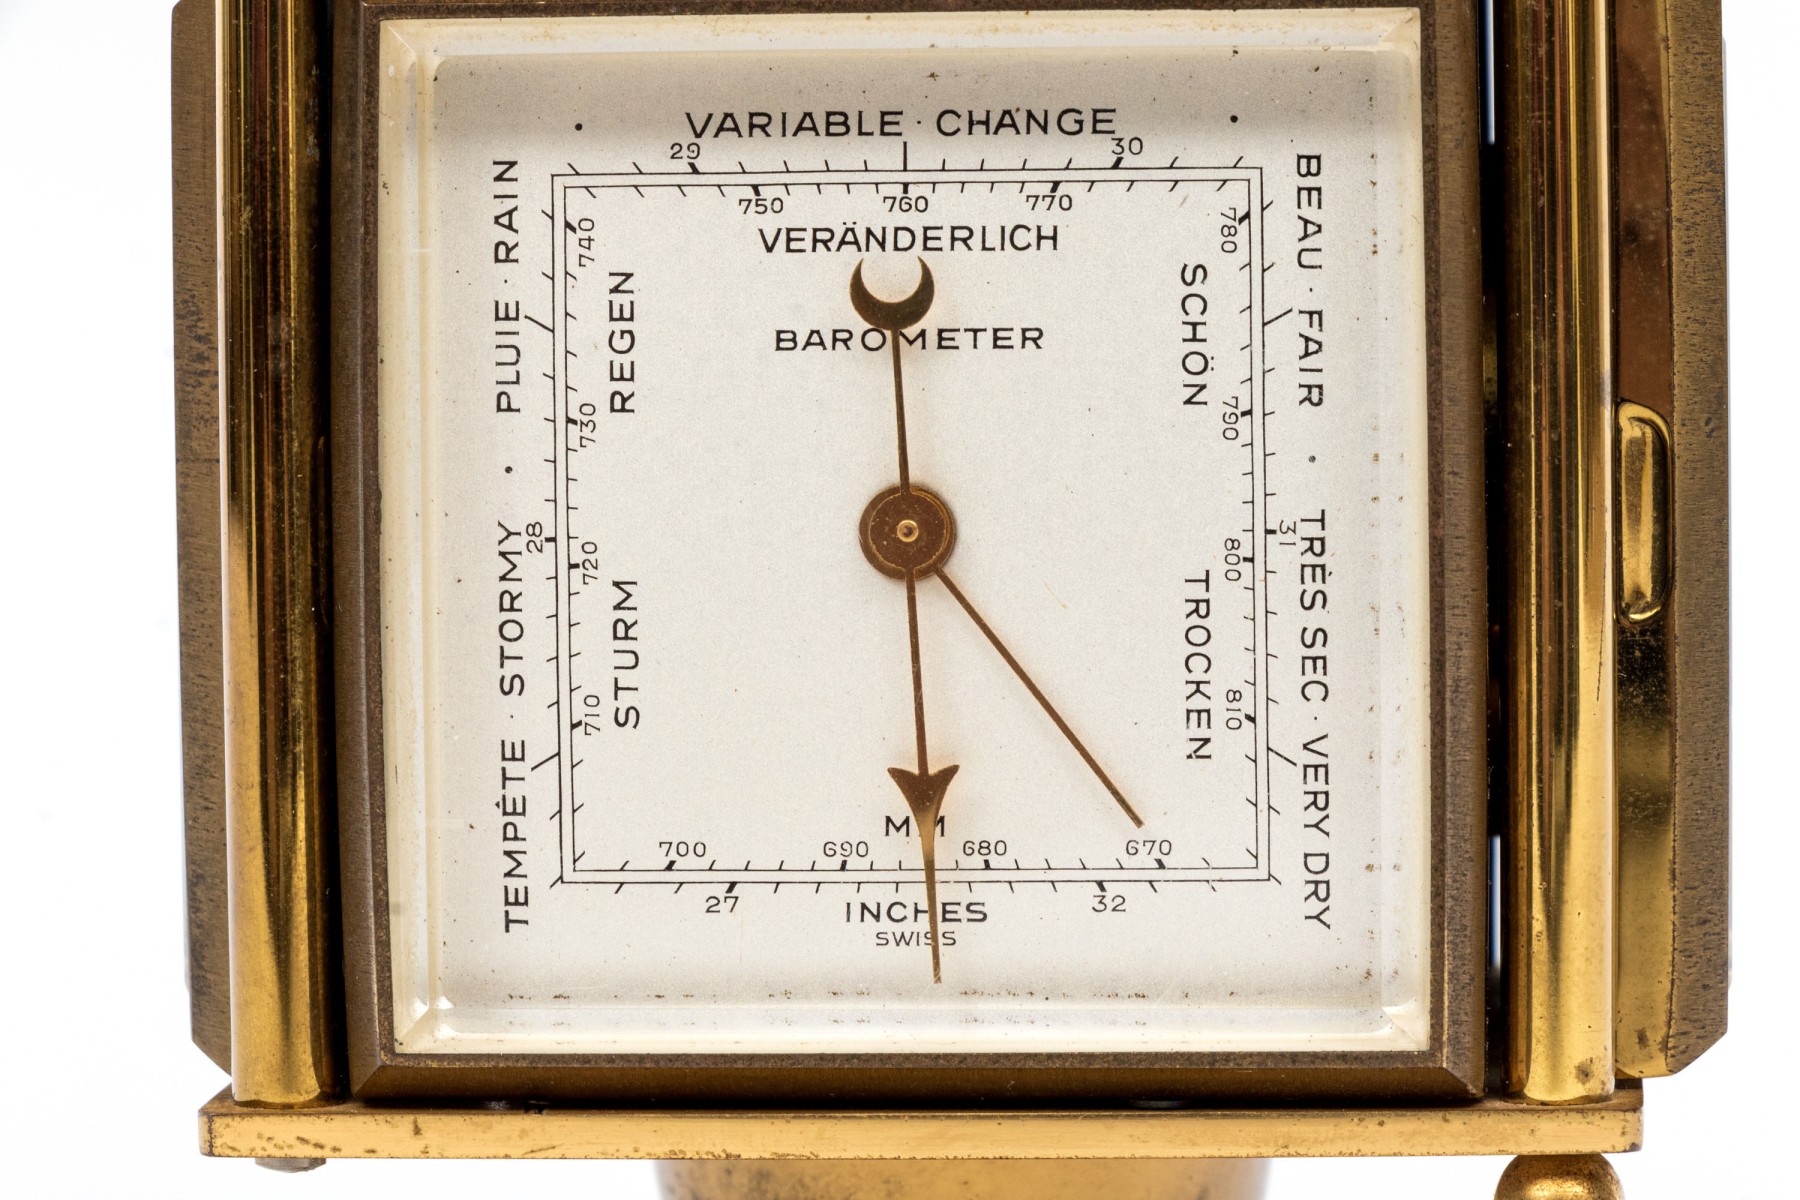 VARIABLE · CHANGE
29 30
750 760 770
VERÄNDERLICH
BAROMETER
PLUIE · RAIN
TEMPÊTE · STORMY
740
730
28
720
710
REGEN
STURM
BEAU · FAIR
TRÈS SEC · VERY DRY
780
790
31
800
810
SCHÖN
TROCKEN
MM
700 690 680 670
27 32
INCHES
SWISS